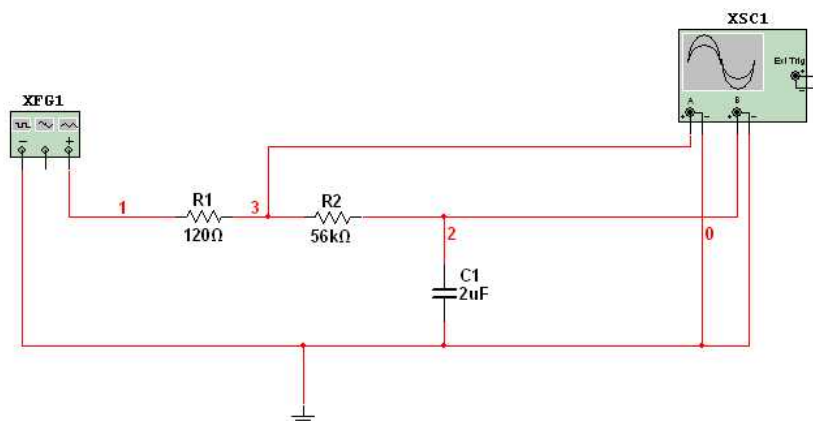 XSC1
Ext Trig
+
-
A
B
+ - + -
XFG1
- +
1
R1
120Ω
3
R2
56kΩ
2
0
C1
2uF